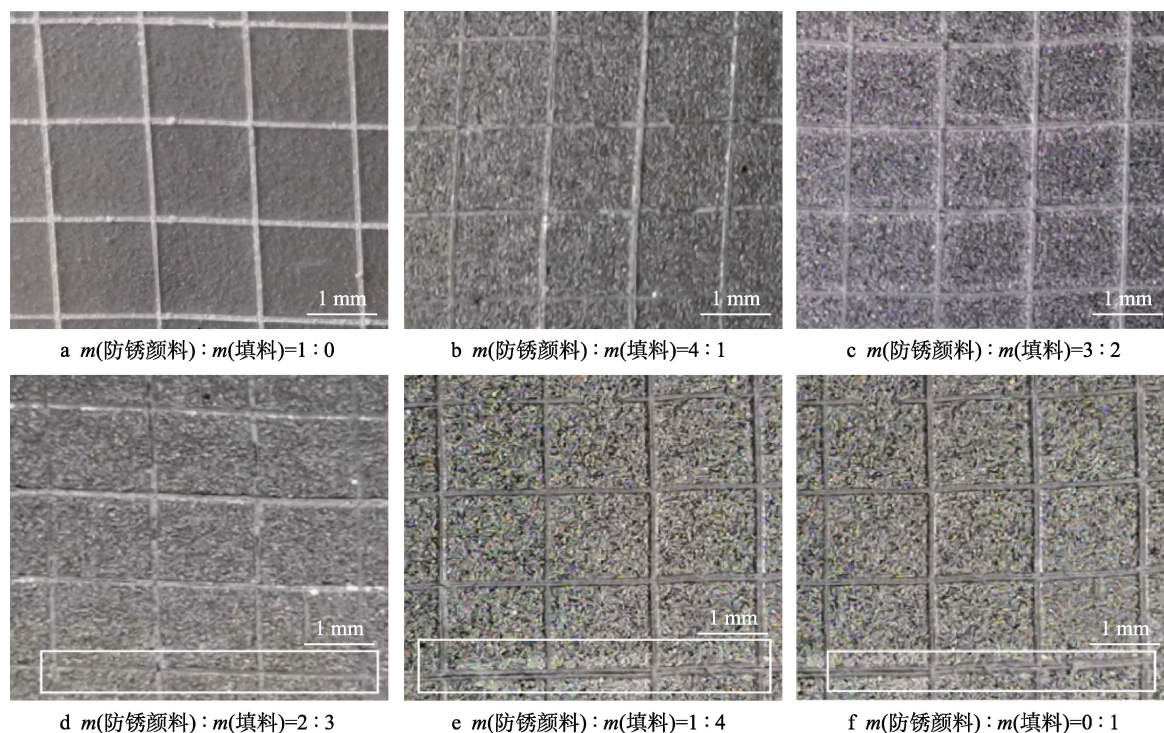 1 mm
1 mm
1 mm
a m(防锈颜料)∶m(填料)=1∶0
b m(防锈颜料)∶m(填料)=4∶1
c m(防锈颜料)∶m(填料)=3∶2
1 mm
1 mm
1 mm
d m(防锈颜料)∶m(填料)=2∶3
e m(防锈颜料)∶m(填料)=1∶4
f m(防锈颜料)∶m(填料)=0∶1